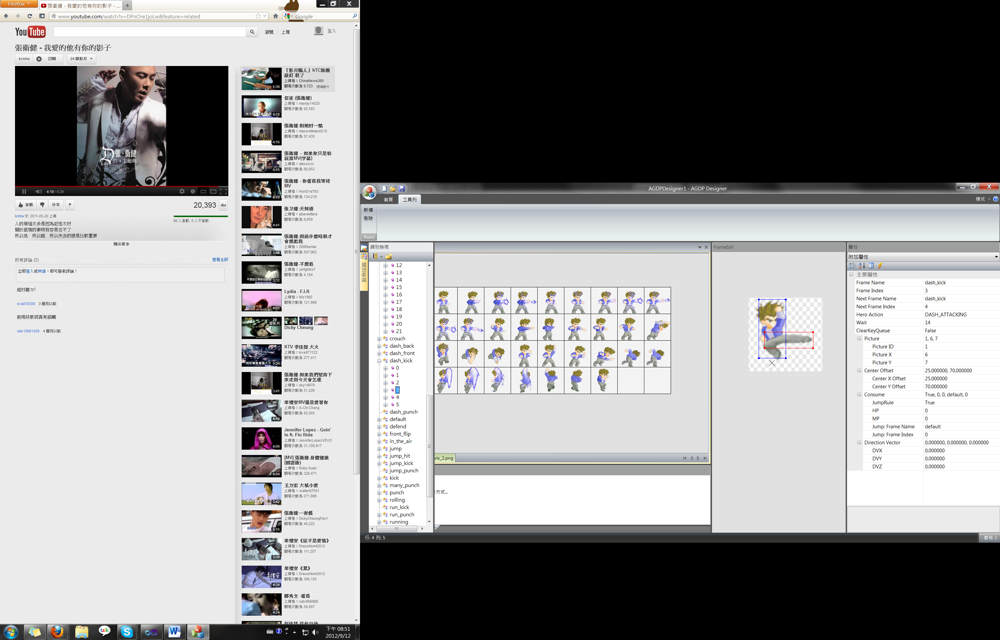 Firefox
張衛健 - 我愛的他有你的影子 - ...
www.youtube.com/watch?v=DPnOre1joLw&feature=related
Google
YouTube
瀏覽
上傳
登入
張衛健 - 我愛的他有你的影子
krntw
訂閱
24 部影片
張・衛健
的・主題曲
Dicky
4:19 / 4:29
喜歡
分享
20,393
krntw 於 2011-05-20 上傳
98 人喜歡, 0 人不喜歡
人的煩惱太多是因為記性太好
關於感情的事特別容易忘不了
所以逃 所以跑 所以失去的總是比較重要
顯示更多
所有評論 (2)
查看全部
立即登入或申請，即可發表評論！
超好聽ㄉ!
eva870309 3 個月以前
前兩段歌詞真有感觸
star19901029 4 個月以前
「影片職人」hTC新機
敲釘 裂了
上傳者：ChinaNews360
觀看次數為 9,723
1:30
信徒 (張衛健)
上傳者：mandy14520
觀看次數為 92,583
4:18
張衛健-對她好一點
上傳者：maxwellmax0218
觀看次數為 57,435
4:16
張衛健 -- 如果你只是怕
寂寞MV(字幕)
上傳者：alexzzcc
觀看次數為 88,052
5:15
張衛健 - 你值得我等待
MV
上傳者：HonGYaT93
觀看次數為 134,218
6:13
张卫健-天知道
上傳者：abarekillers
觀看次數為 8,659
4:41
張衛健-到底什麼時候才
會想起我
上傳者：2006kenlai
觀看次數為 507,962
3:48
張衛健-不想追
上傳者：zefightro7
觀看次數為 4,184
3:32
Lydia - F.I.R
上傳者：Miz1992
觀看次數為 121,669
4:02
20
部影片
Dicky Cheung
KTV 李佳薇 大火
上傳者：love871122
觀看次數為 277,411
有些傷痕像場大火
5:34
張衛健-如果我們堅持下
來走到今天會怎樣
上傳者：sky14679
觀看次數為 51,226
3:41
韋禮安MV還是愛著你
上傳者：A-Chi Chang
觀看次數為 82,005
4:10
Jennifer Lopez - Goin'
In ft. Flo Rida
上傳者：JenniferLopezVEVO
觀看次數為 31,108,917
4:09
[MV] 張衛健-身體健康
(國語版)
上傳者：Ruby Kuan
觀看次數為 328,471
6:54
王力宏 大城小愛
上傳者：walter87501
觀看次數為 271,906
3:42
張衛健~~夜蝶
上傳者：DickyCheungFan1
觀看次數為 40,222
5:16
韋禮安《這不是愛情》
上傳者：Dracohkm42012
觀看次數為 111,257
3:39
韋禮安《累》
上傳者：Dracohkm42012
觀看次數為 306,155
4:34
鄭秀文 -值得
上傳者：catv666888
觀看次數為 58,007
4:24
talk
下午 08:51
2012/9/12
AGDPDesigner1 - AGDP Designer
首頁
工具列
樣式
新增
刪除
Point
類別檢視
類別檢視
12
13
14
15
16
17
18
19
20
21
crouch
dash_back
dash_front
dash_kick
0
1
2
3
4
5
dash_punch
default
defend
front_flip
in_the_air
jump
jump_hit
jump_kick
jump_punch
kick
many_punch
punch
rolling
run_kick
run_punch
running
vis_2.png
方式...
FrameEdit
屬性
附加屬性
主要屬性
Frame Name dash_kick
Frame Index 3
Next Frame Name dash_kick
Next Frame Index 4
Hero Action DASH_ATTACKING
Wait 14
ClearKeyQueue False
Picture 1, 6, 7
Picture ID 1
Picture X 6
Picture Y 7
Center Offset 25.000000, 70.000000
Center X Offset 25.000000
Center Y Offset 70.000000
Consume True, 0, 0, default, 0
JumpRule True
HP 0
MP 0
Jump: Frame Name default
Jump: Frame Index 0
Direction Vector 0.000000, 0.000000, 0.000000
DVX 0.000000
DVY 0.000000
DVZ 0.000000
行: 4 列: 5
窗格 2